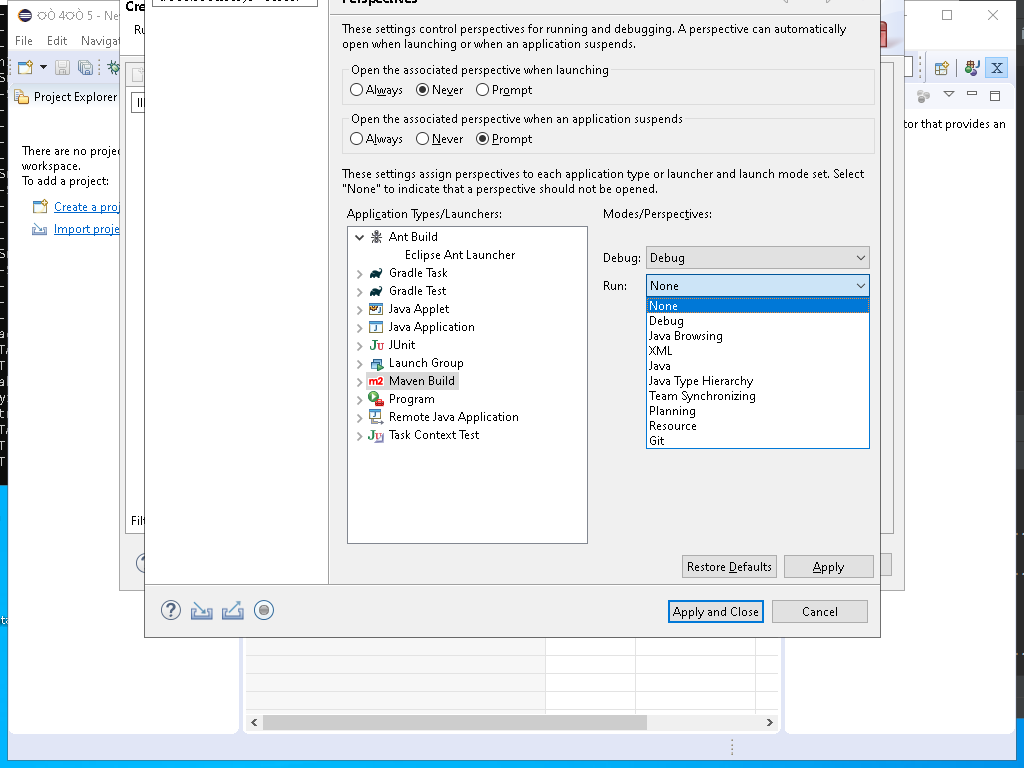 File Edit Navigat
Project Explorer
There are no proje
workspace.
To add a project:
Create a proj
Import proje
Cre
Ru
Filt
These settings control perspectives for running and debugging. A perspective can automatically
open when launching or when an application suspends.
Open the associated perspective when launching
Always Never Prompt
Open the associated perspective when an application suspends
Always Never Prompt
These settings assign perspectives to each application type or launcher and launch mode set. Select
"None" to indicate that a perspective should not be opened.
Application Types/Launchers:
Ant Build
Eclipse Ant Launcher
Gradle Task
Gradle Test
Java Applet
Java Application
Ju JUnit
Launch Group
m2 Maven Build
Program
Remote Java Application
Task Context Test
Modes/Perspectives:
Debug: Debug
Run: None
None
Debug
Java Browsing
XML
Java
Java Type Hierarchy
Team Synchronizing
Planning
Resource
Git
Restore Defaults Apply
Apply and Close Cancel
tor that provides an